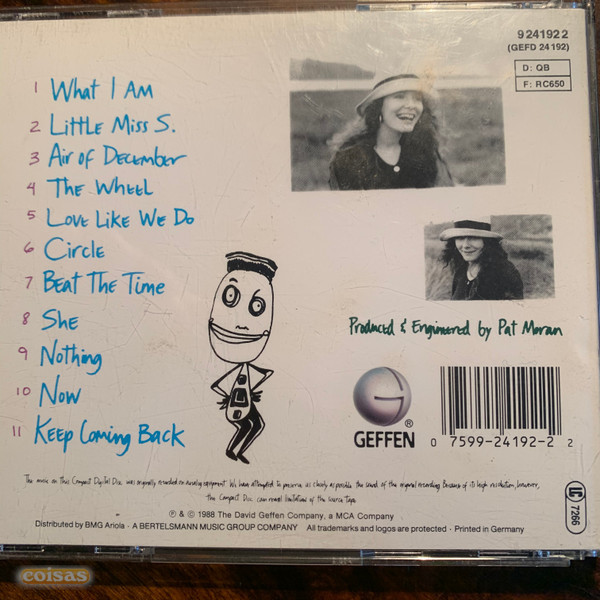 9 24192 2
(GEFD 24 192)
D: QB
F: RC650
1 What I Am
2 Little Miss S.
3 Air of December
4 The Wheel
5 Love Like We Do
6 Circle
7 Beat The Time
8 She
9 Nothing
10 Now
11 Keep Coming Back
Produced & Engineered by Pat Moran
GEFFEN ®
0 7599-24192-2 2
The music on this Compact Digital Disc was originally recorded on analog equipment. We have attempted to preserve as closely as possible the sound of the original recording. Because of its high resolution, however,
the Compact Disc can reveal limitations of the source tape.
℗ & © 1988 The David Geffen Company, a MCA Company
Distributed by BMG Ariola · A BERTELSMANN MUSIC GROUP COMPANY All trademarks and logos are protected · Printed in Germany
LC 7266
coisas